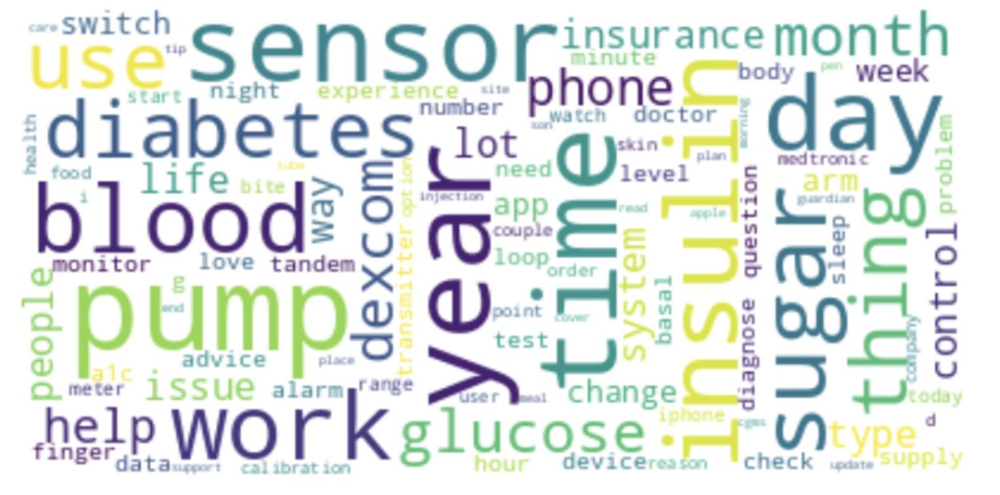 care
switch
sensor
insurance
month
use
tip
minute
pen
week
body
phone
start
night
experience
site
number
diabetes
watch
doctor
son
day
morning
health
lot
skin
plan
medtronic
problem
food
life
tube
bite
i
way
dexcom
option
injection
year
need
time
level
insulin
arm
guardian
blood
app
read
apple
question
sugar
thing
couple
sleep
control
monitor
love
tandem
transmitter
loop
order
system
people
g
pump
end
point
cover
basal
test
diagnose
company
advice
place
a1c
meter
issue
alarm
range
user
meal
change
today
help
work
glucose
iphone
cgms
type
d
finger
data
support
calibration
hour
device
reason
check
update
supply